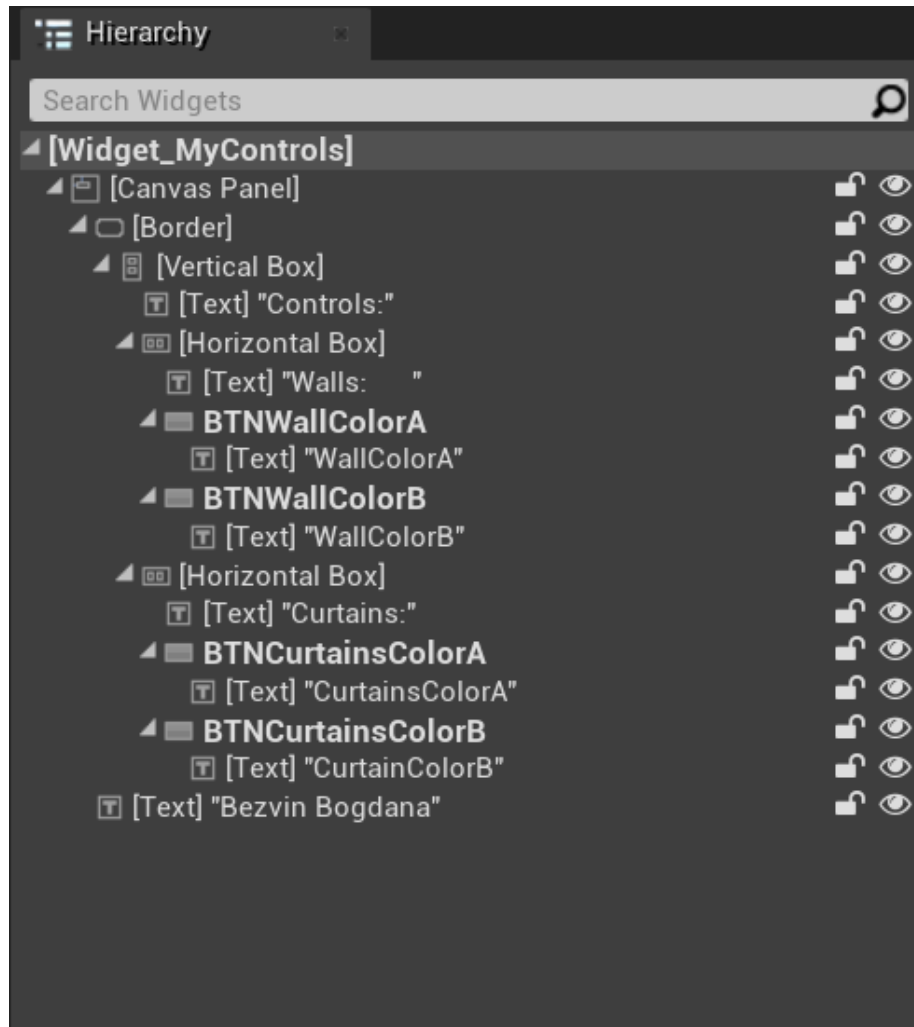 Hierarchy
Search Widgets
[Widget_MyControls]
[Canvas Panel]
[Border]
[Vertical Box]
[Text] "Controls:"
[Horizontal Box]
[Text] "Walls:      "
BTNWallColorA
[Text] "WallColorA"
BTNWallColorB
[Text] "WallColorB"
[Horizontal Box]
[Text] "Curtains:"
BTNCurtainsColorA
[Text] "CurtainsColorA"
BTNCurtainsColorB
[Text] "CurtainColorB"
[Text] "Bezvin Bogdana"